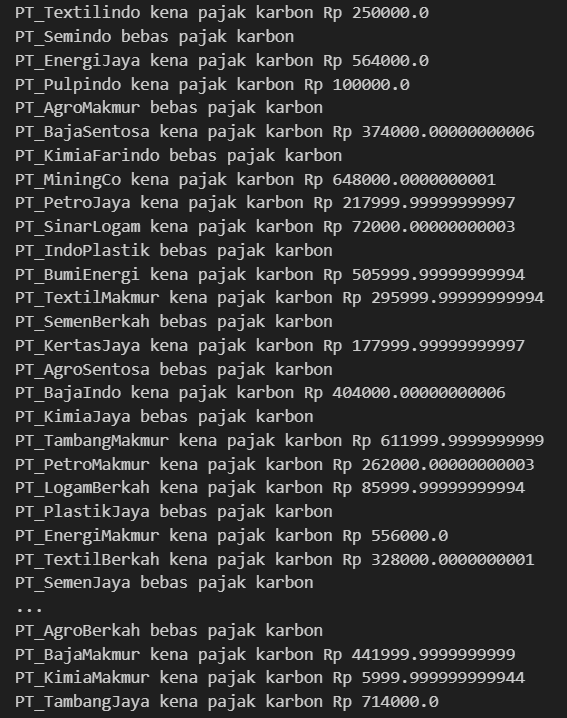 PT_Textilindo kena pajak karbon Rp 250000.0
PT_Semindo bebas pajak karbon
PT_EnergiJaya kena pajak karbon Rp 564000.0
PT_Pulpindo kena pajak karbon Rp 100000.0
PT_AgroMakmur bebas pajak karbon
PT_BajaSentosa kena pajak karbon Rp 374000.00000000006
PT_KimiaFarindo bebas pajak karbon
PT_MiningCo kena pajak karbon Rp 648000.0000000001
PT_PetroJaya kena pajak karbon Rp 217999.99999999997
PT_SinarLogam kena pajak karbon Rp 72000.00000000003
PT_IndoPlastik bebas pajak karbon
PT_BumiEnergi kena pajak karbon Rp 505999.99999999994
PT_TextilMakmur kena pajak karbon Rp 295999.99999999994
PT_SemenBerkah bebas pajak karbon
PT_KertasJaya kena pajak karbon Rp 177999.99999999997
PT_AgroSentosa bebas pajak karbon
PT_BajaIndo kena pajak karbon Rp 404000.00000000006
PT_KimiaJaya bebas pajak karbon
PT_TambangMakmur kena pajak karbon Rp 611999.9999999999
PT_PetroMakmur kena pajak karbon Rp 262000.00000000003
PT_LogamBerkah kena pajak karbon Rp 85999.99999999994
PT_PlastikJaya bebas pajak karbon
PT_EnergiMakmur kena pajak karbon Rp 556000.0
PT_TextilBerkah kena pajak karbon Rp 328000.0000000001
PT_SemenJaya bebas pajak karbon
...
PT_AgroBerkah bebas pajak karbon
PT_BajaMakmur kena pajak karbon Rp 441999.9999999999
PT_KimiaMakmur kena pajak karbon Rp 5999.999999999944
PT_TambangJaya kena pajak karbon Rp 714000.0